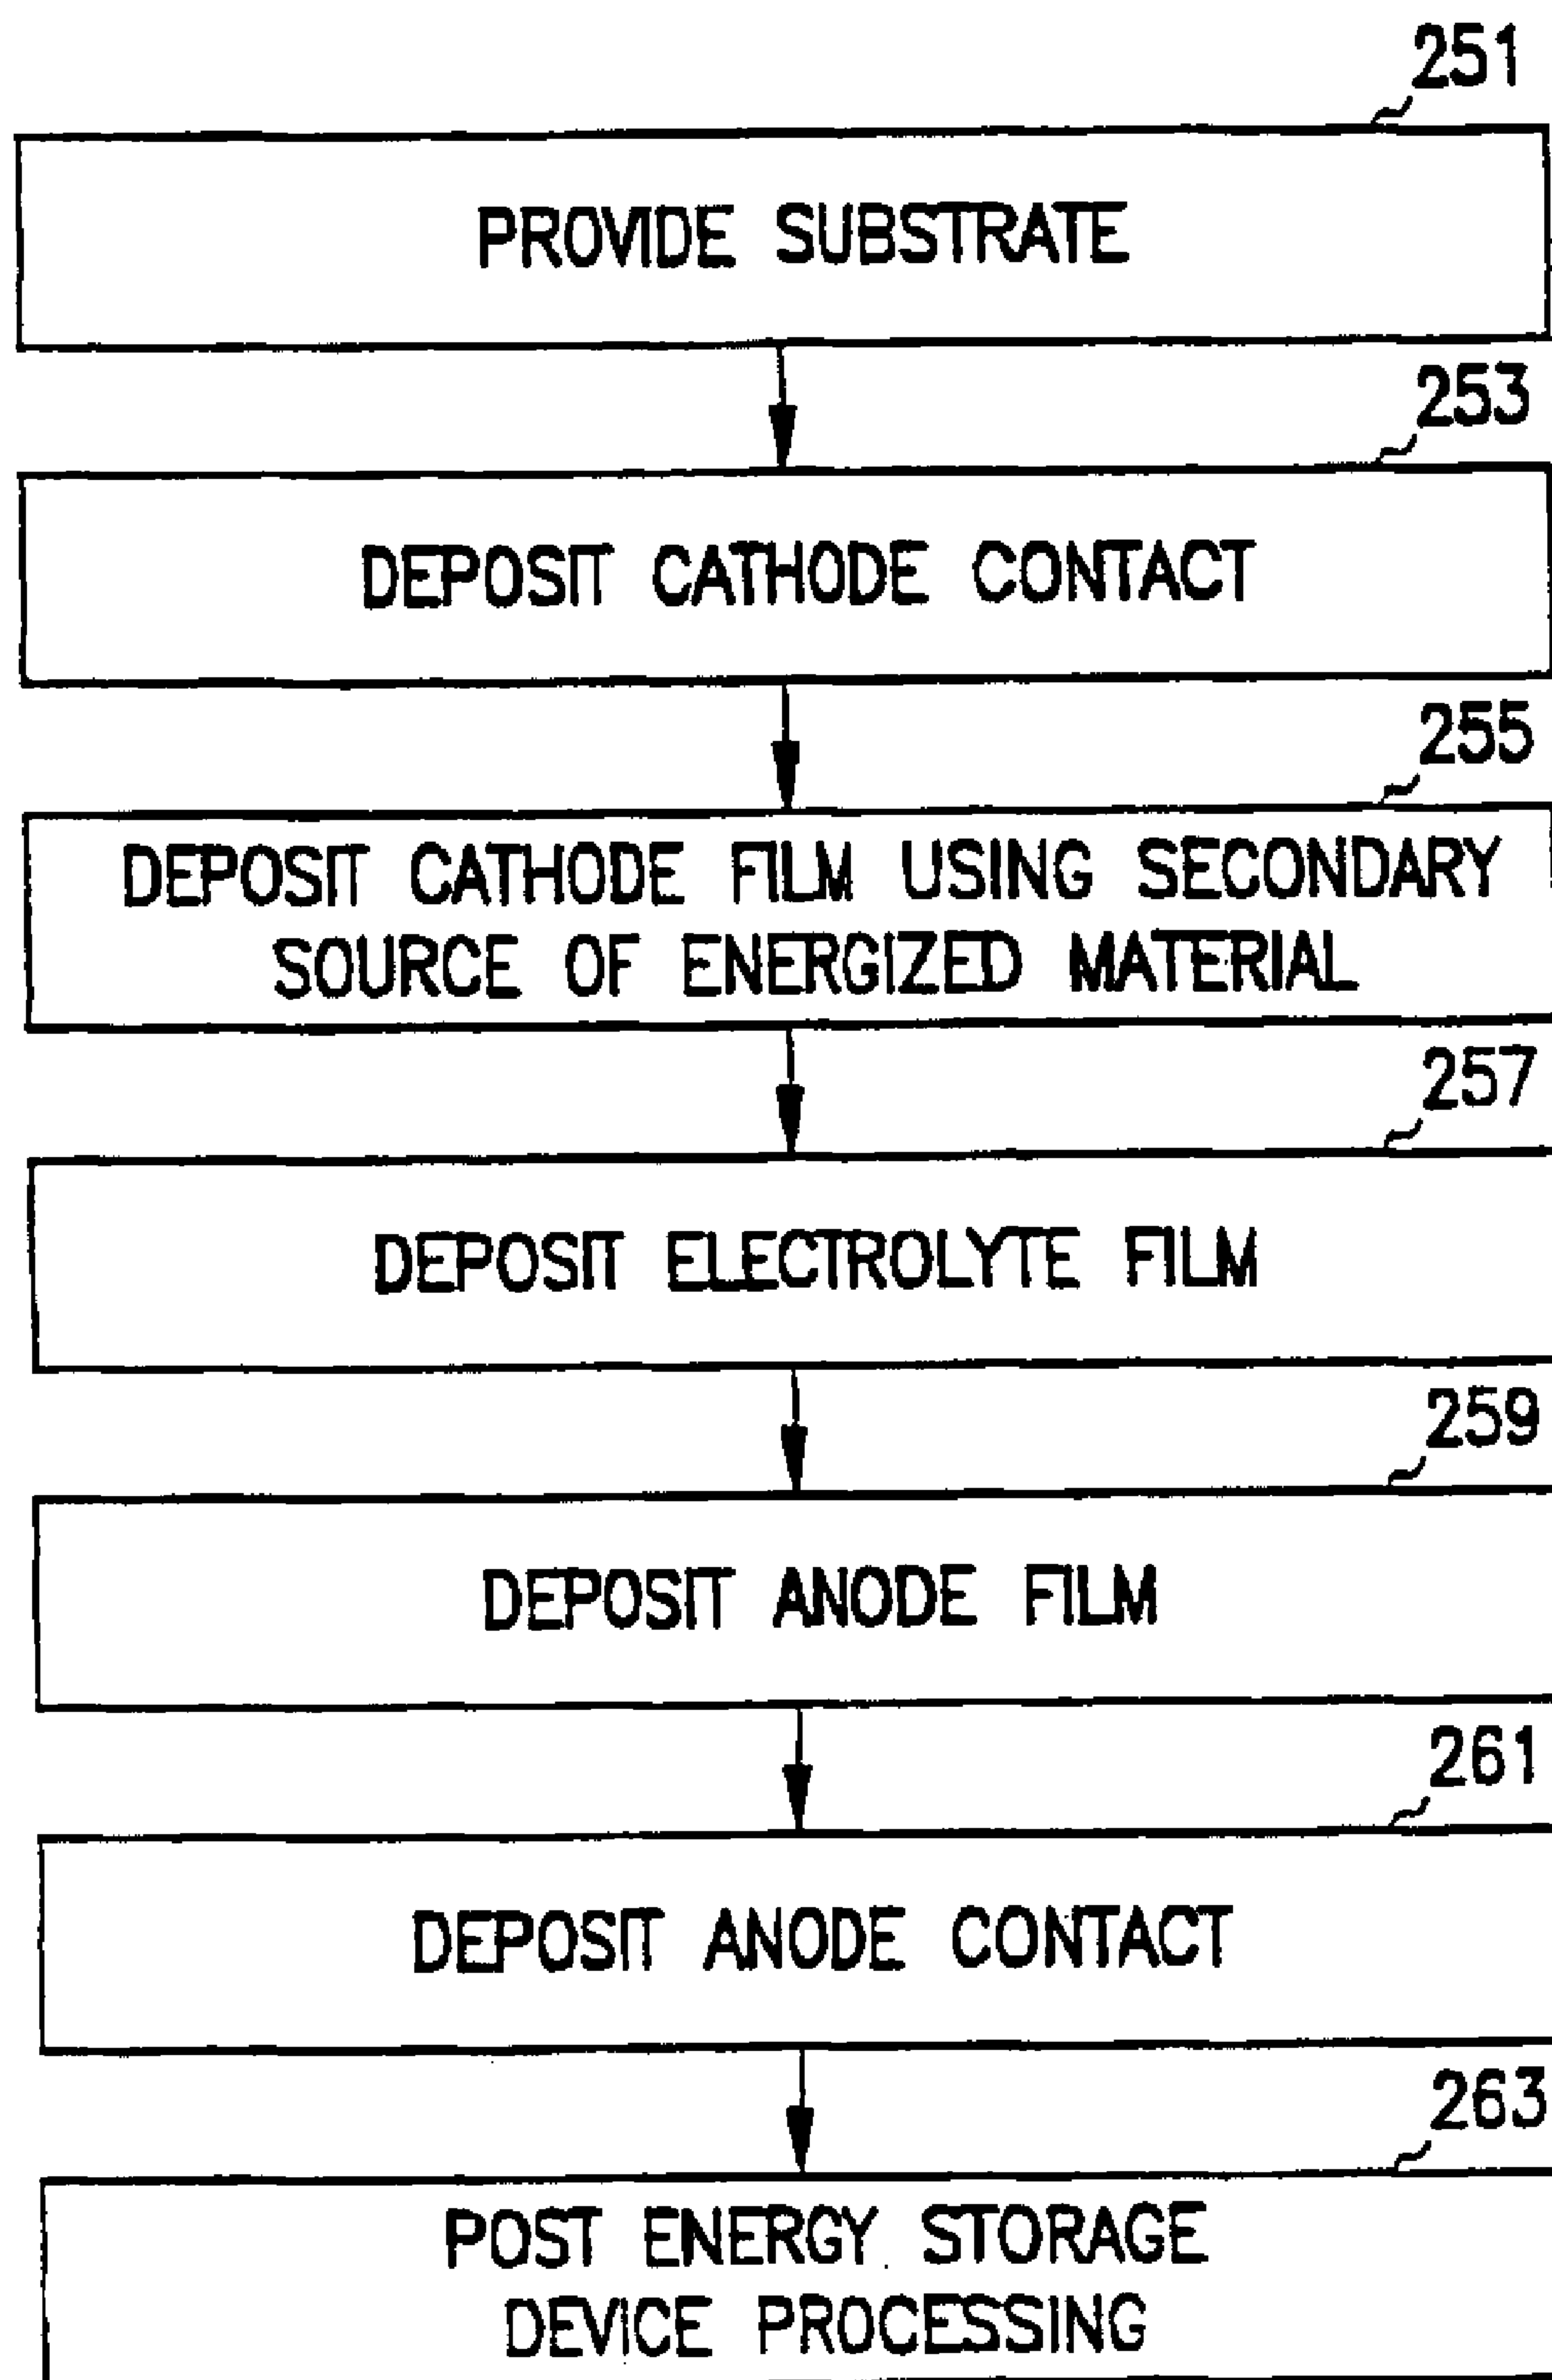 251
PROVIDE SUBSTRATE
253
DEPOSIT CATHODE CONTACT
255
DEPOSIT CATHODE FILM USING SECONDARY
SOURCE OF ENERGIZED MATERIAL
257
DEPOSIT ELECTROLYTE FILM
259
DEPOSIT ANODE FILM
261
DEPOSIT ANODE CONTACT
263
POST ENERGY STORAGE
DEVICE PROCESSING